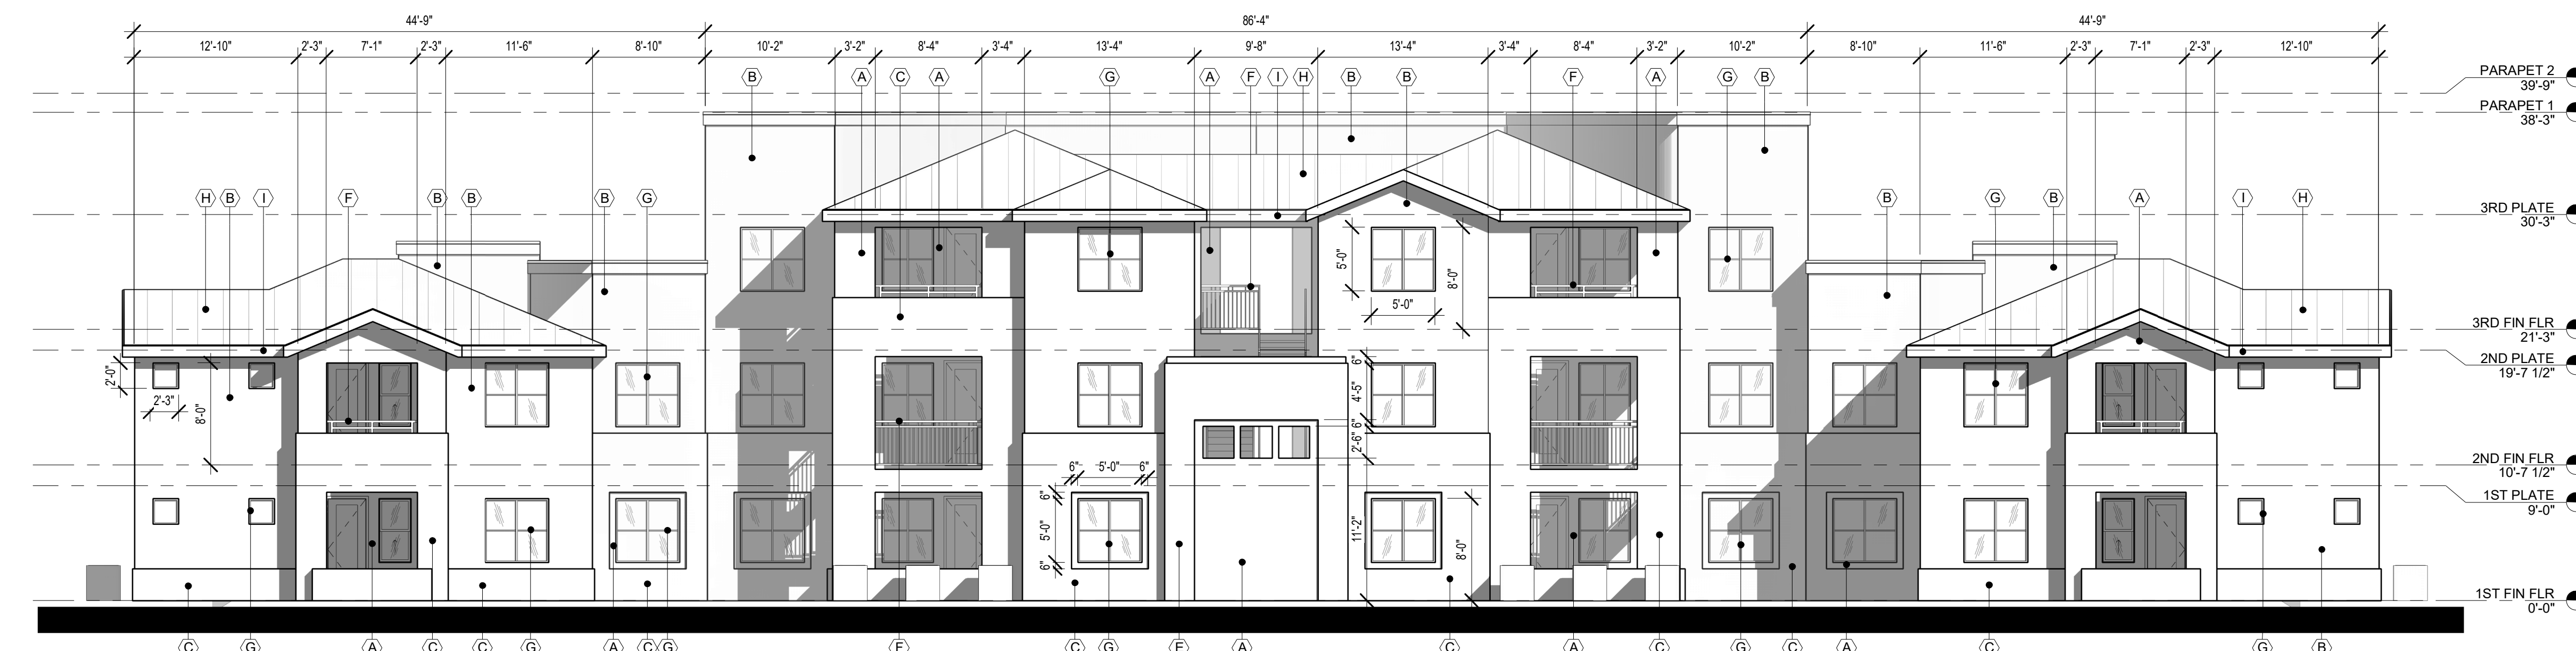 44'-9"
86'-4"
44'-9"
12'-10"
2'-3"
7'-1"
2'-3"
11'-6"
8'-10"
10'-2"
3'-2"
8'-4"
3'-4"
13'-4"
9'-8"
13'-4"
3'-4"
8'-4"
3'-2"
10'-2"
8'-10"
11'-6"
2'-3"
7'-1"
2'-3"
12'-10"
B
A
C
A
G
A
F
I
H
B
B
F
A
G
B
PARAPET 2
39'-9"
PARAPET 1
38'-3"
H
B
I
F
B
B
B
G
B
G
B
A
I
H
3RD PLATE
30'-3"
5'-0"
8'-0"
5'-0"
3RD FIN FLR
21'-3"
2ND PLATE
19'-7 1/2"
2'-0"
2'-3"
8'-0"
6"
4'-5"
6"
2'-6"
11'-2"
2ND FIN FLR
10'-7 1/2"
6"
5'-0"
6"
6"
5'-0"
6"
8'-0"
1ST PLATE
9'-0"
1ST FIN FLR
0'-0"
C
G
A
C
C
G
A
C
G
C
G
A
C
A
C
G
C
A
C
G
B